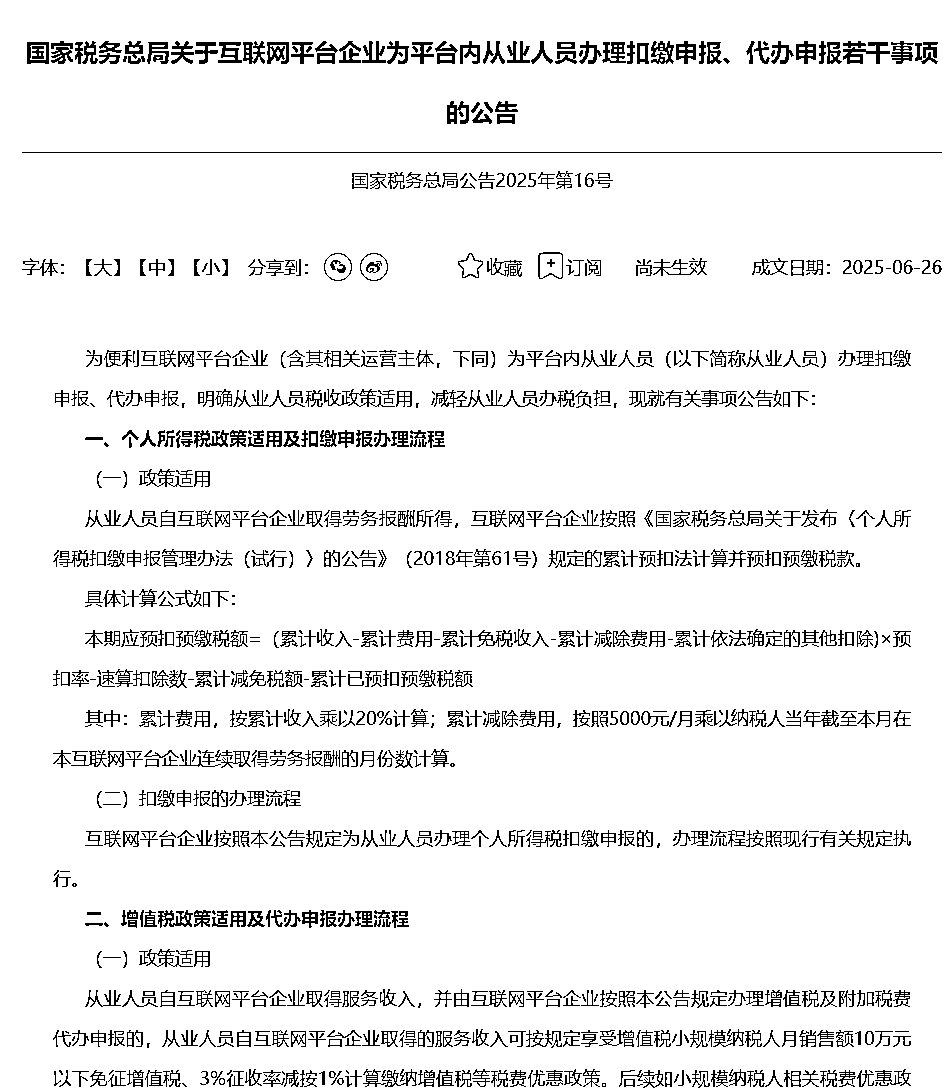 国家税务总局关于互联网平台企业为平台内从业人员办理扣缴申报、代办申报若干事项
的公告
国家税务总局公告2025年第16号
字体：【大】【中】【小】 分享到： 收藏 订阅 尚未生效 成文日期：2025-06-26
为便利互联网平台企业（含其相关运营主体，下同）为平台内从业人员（以下简称从业人员）办理扣缴
申报、代办申报，明确从业人员税收政策适用，减轻从业人员办税负担，现就有关事项公告如下：
一、个人所得税政策适用及扣缴申报办理流程
（一）政策适用
从业人员自互联网平台企业取得劳务报酬所得，互联网平台企业按照《国家税务总局关于发布〈个人所
得税扣缴申报管理办法（试行）〉的公告》（2018年第61号）规定的累计预扣法计算并预扣预缴税款。
具体计算公式如下：
本期应预扣预缴税额=（累计收入-累计费用-累计免税收入-累计减除费用-累计依法确定的其他扣除)×预
扣率-速算扣除数-累计减免税额-累计已预扣预缴税额
其中：累计费用，按累计收入乘以20%计算；累计减除费用，按照5000元/月乘以纳税人当年截至本月在
本互联网平台企业连续取得劳务报酬的月份数计算。
（二）扣缴申报的办理流程
互联网平台企业按照本公告规定为从业人员办理个人所得税扣缴申报的，办理流程按照现行有关规定执
行。
二、增值税政策适用及代办申报办理流程
（一）政策适用
从业人员自互联网平台企业取得服务收入，并由互联网平台企业按照本公告规定办理增值税及附加税费
代办申报的，从业人员自互联网平台企业取得的服务收入可按规定享受增值税小规模纳税人月销售额10万元
以下免征增值税、3%征收率减按1%计算缴纳增值税等税费优惠政策。后续如小规模纳税人相关税费优惠政